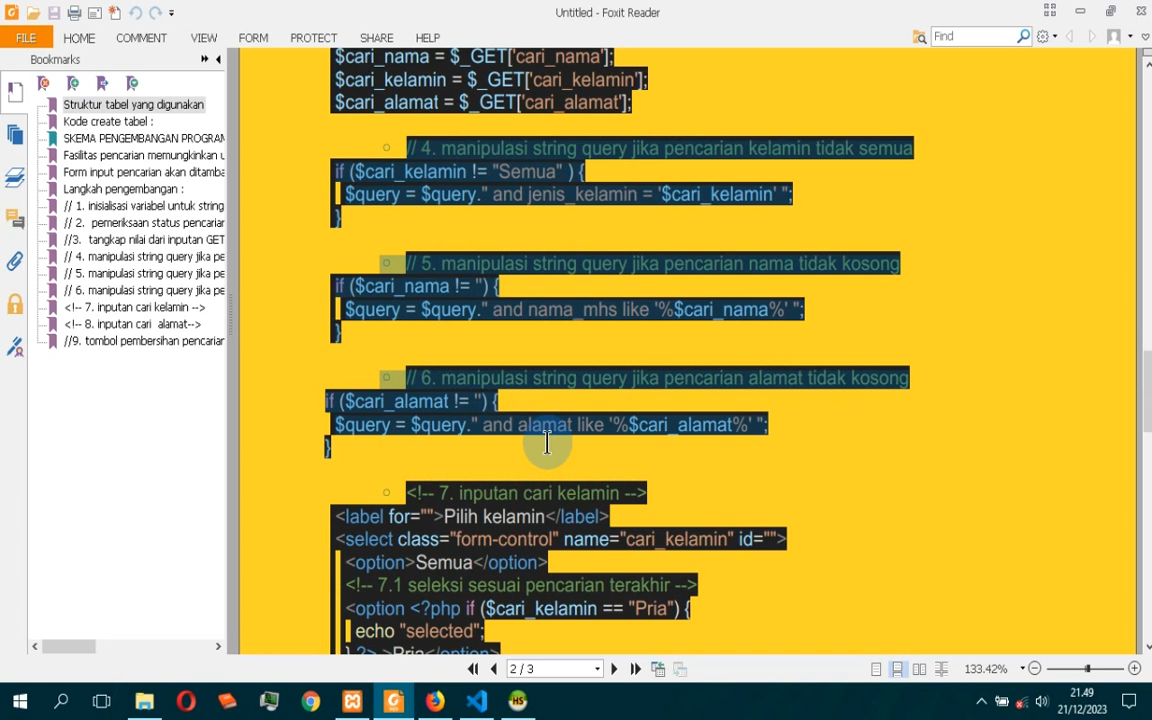 Untitled - Foxit Reader
FILE
HOME
COMMENT
VIEW
FORM
PROTECT
SHARE
HELP
Find
Bookmarks
Struktur tabel yang digunakan
Kode create tabel :
SKEMA PENGEMBANGAN PROGRAM
Fasilitas pencarian memungkinkan u
Form input pencarian akan ditamba
Langkah pengembangan :
// 1. inisialisasi variabel untuk string
// 2. pemeriksaan status pencarian
//3. tangkap nilai dari inputan GET
// 4. manipulasi string query jika pe
// 5. manipulasi string query jika pe
// 6. manipulasi string query jika pe
<!-- 7. inputan cari kelamin -->
<!-- 8. inputan cari alamat-->
//9. tombol pembersihan pencarian
$cari_nama = $_GET['cari_nama'];
$cari_kelamin = $_GET['cari_kelamin'];
$cari_alamat = $_GET['cari_alamat'];
// 4. manipulasi string query jika pencarian kelamin tidak semua
if ($cari_kelamin != "Semua" ) {
$query = $query." and jenis_kelamin = '$cari_kelamin' ";
}
// 5. manipulasi string query jika pencarian nama tidak kosong
if ($cari_nama != '') {
$query = $query." and nama_mhs like '%$cari_nama%' ";
}
// 6. manipulasi string query jika pencarian alamat tidak kosong
if ($cari_alamat != '') {
$query = $query." and alamat like '%$cari_alamat%' ";
}
<!-- 7. inputan cari kelamin -->
<label for="">Pilih kelamin</label>
<select class="form-control" name="cari_kelamin" id="">
<option>Semua</option>
<!-- 7.1 seleksi sesuai pencarian terakhir -->
<option <?php if ($cari_kelamin == "Pria") {
echo "selected";
} ?> >Pria</option>
2 / 3
133.42%
21.49
21/12/2023